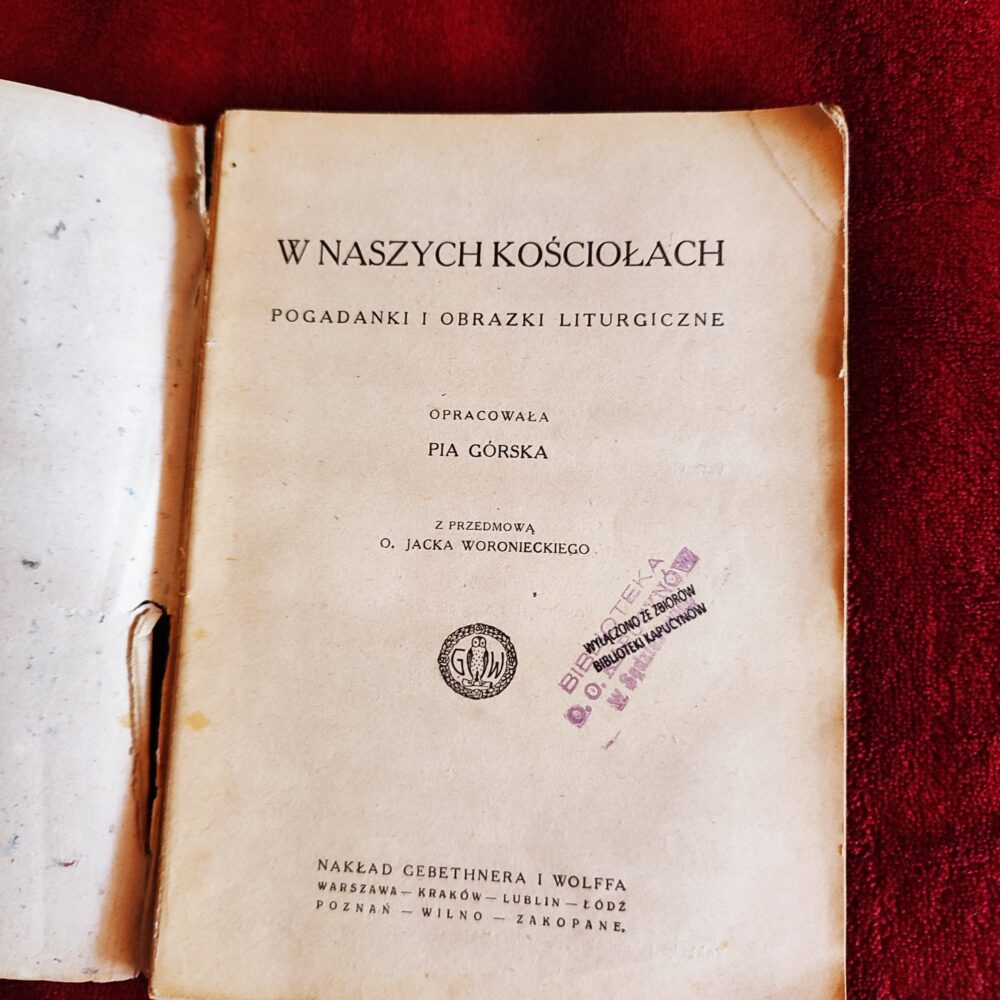 W NASZYCH KOŚCIOŁACH
POGADANKI I OBRAZKI LITURGICZNE
OPRACOWAŁA
PIA GÓRSKA
Z PRZEDMOWĄ
O. JACKA WORONIECKIEGO
G W
BIBLIOTEKA
O. O.
WYŁĄCZONO ZE ZBIORÓW
BIBLIOTEKI KAPUCYNÓW
NAKŁAD GEBETHNERA I WOLFFA
WARSZAWA — KRAKÓW — LUBLIN — ŁÓDŹ
POZNAŃ — WILNO — ZAKOPANE.